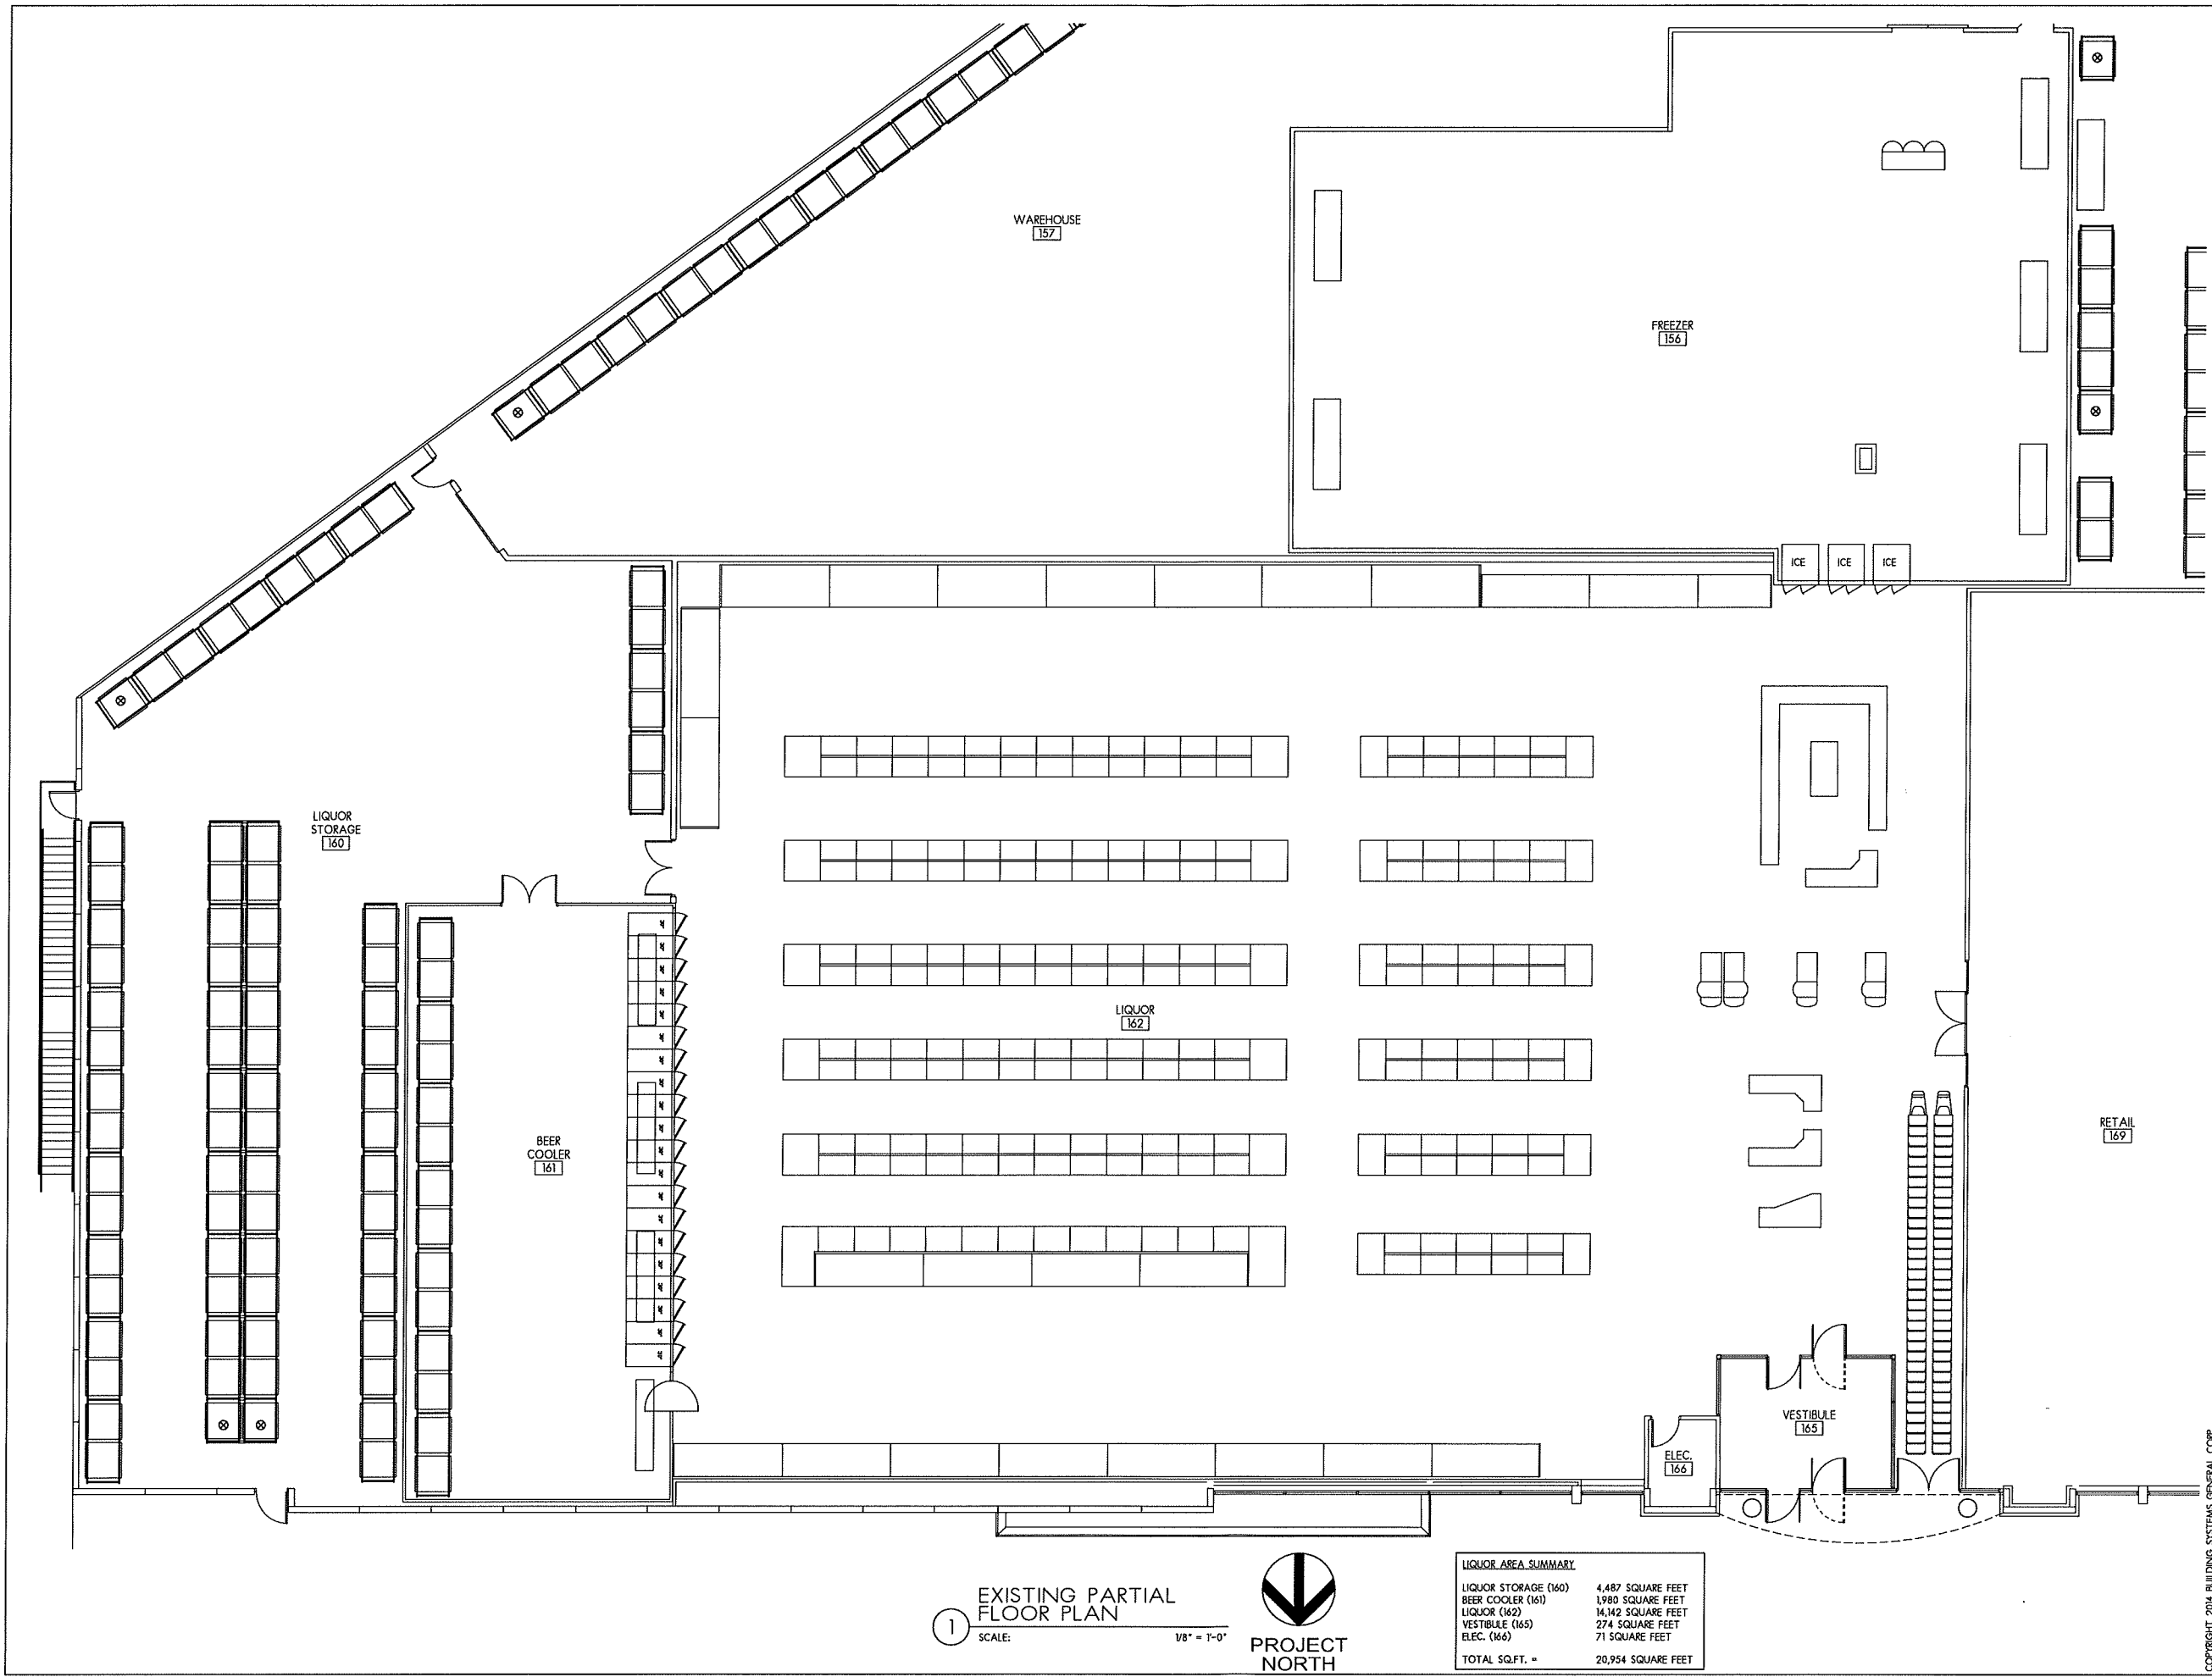 WAREHOUSE
157
FREEZER
156
ICE ICE ICE
LIQUOR
STORAGE
160
LIQUOR
162
BEER
COOLER
161
RETAIL
169
VESTIBULE
165
ELEC.
166
1
EXISTING PARTIAL
FLOOR PLAN
SCALE: 1/8" = 1'-0"
PROJECT
NORTH
LIQUOR AREA SUMMARY
LIQUOR STORAGE (160) 4,487 SQUARE FEET
BEER COOLER (161) 1,980 SQUARE FEET
LIQUOR (162) 14,142 SQUARE FEET
VESTIBULE (165) 274 SQUARE FEET
ELEC. (166) 71 SQUARE FEET
TOTAL SQ.FT. = 20,954 SQUARE FEET
COPYRIGHT 2014 BUILDING SYSTEMS GENERAL CORP